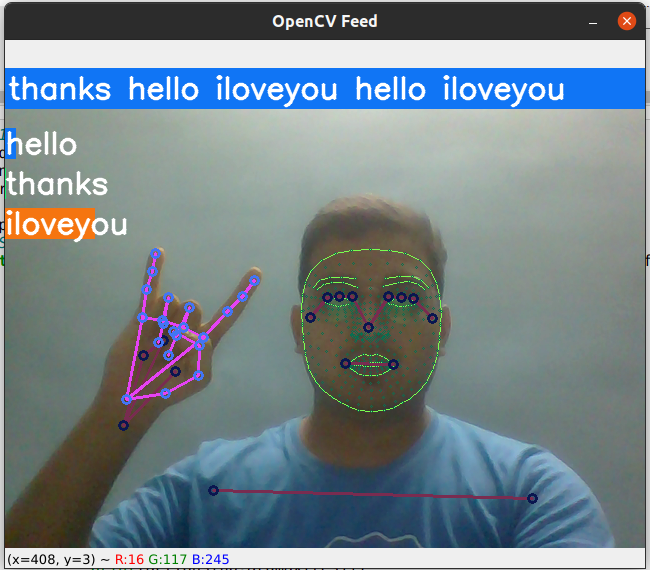 OpenCV Feed
thanks hello iloveyou hello iloveyou
hello
thanks
iloveyou
(x=408, y=3) ~ R:16 G:117 B:245